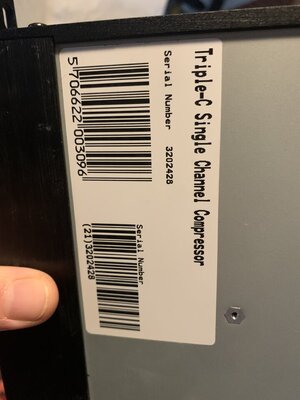 Triple-C Single Channel Compressor
Serial Number 3202428
5706622003096
Serial Number
(21)3202428